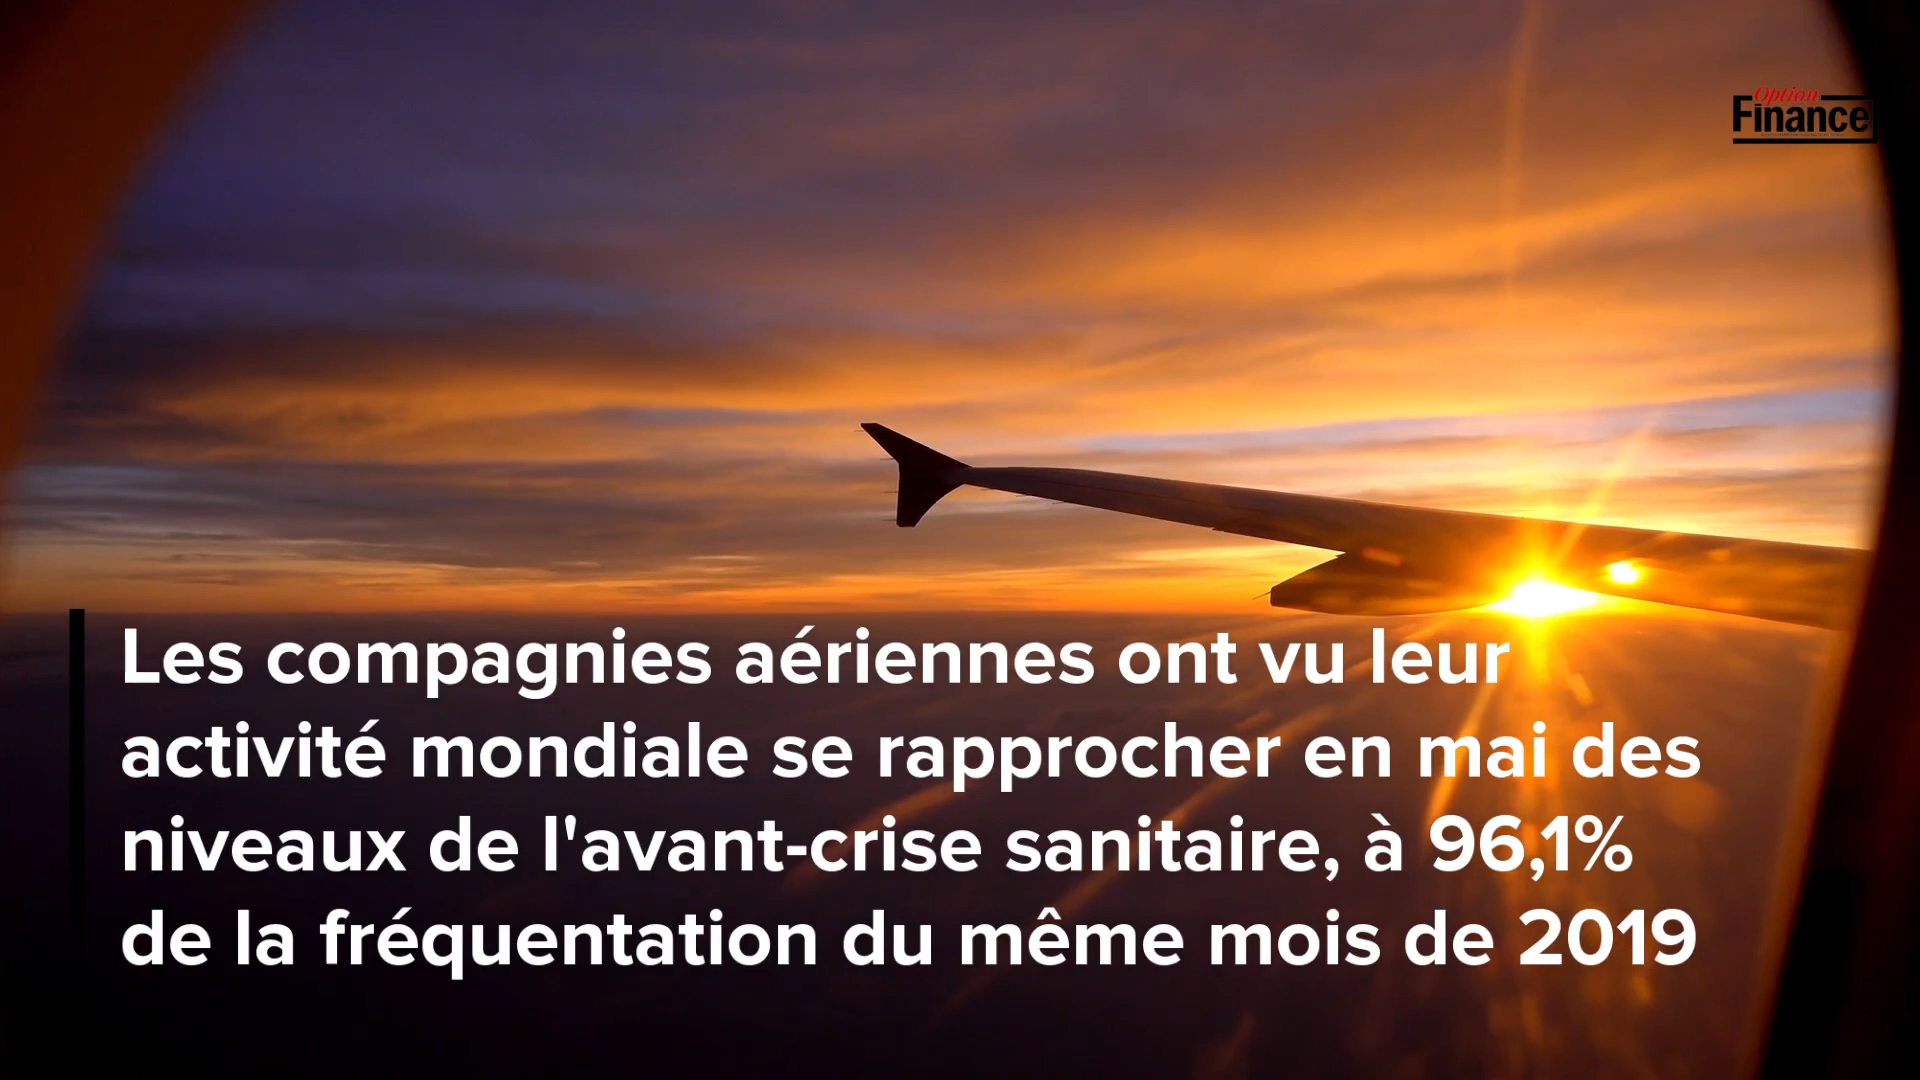 Option
Finance
Les compagnies aériennes ont vu leur
activité mondiale se rapprocher en mai des
niveaux de l'avant-crise sanitaire, à 96,1%
de la fréquentation du même mois de 2019